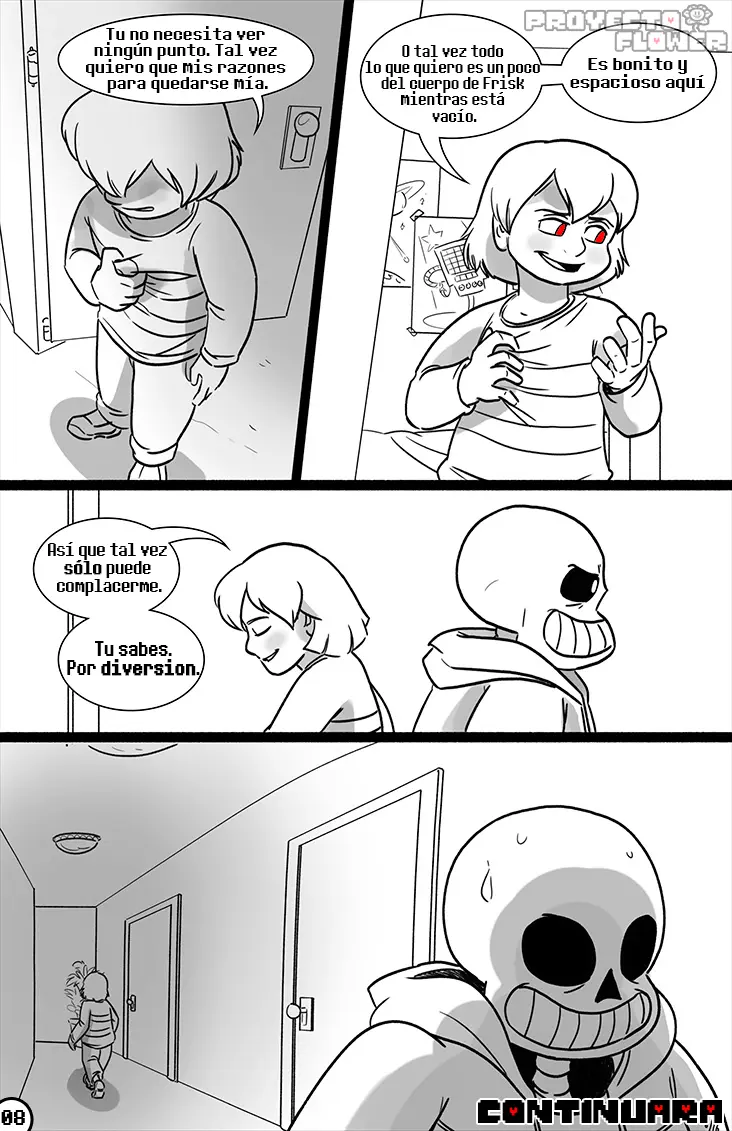 PROYECTO
FLOWER
Tu no necesita ver
ningún punto. Tal vez
quiero que mis razones
para quedarse mía.
O tal vez todo
lo que quiero es un poco
del cuerpo de Frisk
mientras está
vacío.
Es bonito y
espacioso aquí
Así que tal vez
sólo puede
complacerme.
Tu sabes.
Por diversion.
08
CONTINUARA